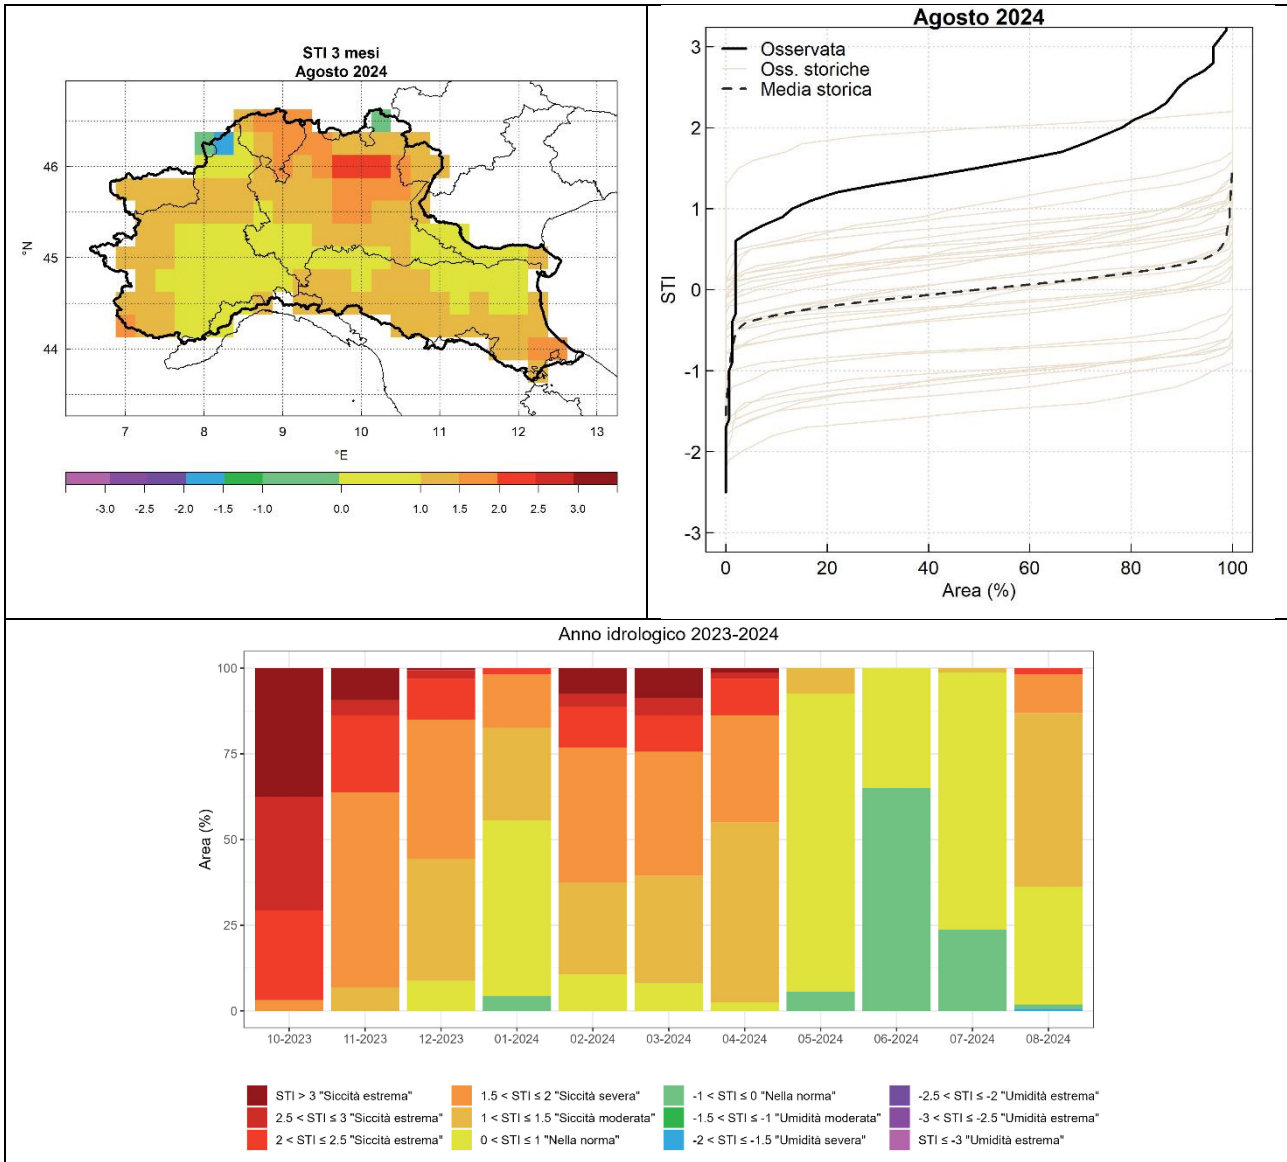 STI 3 mesi
Agosto 2024
°N
46
45
44
7 8 9 10 11 12 13
°E
-3.0 -2.5 -2.0 -1.5 -1.0 0.0 1.0 1.5 2.0 2.5 3.0
Agosto 2024
Osservata
Oss. storiche
Media storica
STI
3
2
1
0
-1
-2
-3
0 20 40 60 80 100
Area (%)
Anno idrologico 2023-2024
Area (%)
100
75
50
25
0
10-2023 11-2023 12-2023 01-2024 02-2024 03-2024 04-2024 05-2024 06-2024 07-2024 08-2024
STI > 3 "Siccità estrema" 1.5 < STI ≤ 2 "Siccità severa" -1 < STI ≤ 0 "Nella norma" -2.5 < STI ≤ -2 "Umidità estrema"
2.5 < STI ≤ 3 "Siccità estrema" 1 < STI ≤ 1.5 "Siccità moderata" -1.5 < STI ≤ -1 "Umidità moderata" -3 < STI ≤ -2.5 "Umidità estrema"
2 < STI ≤ 2.5 "Siccità estrema" 0 < STI ≤ 1 "Nella norma" -2 < STI ≤ -1.5 "Umidità severa" STI ≤ -3 "Umidità estrema"